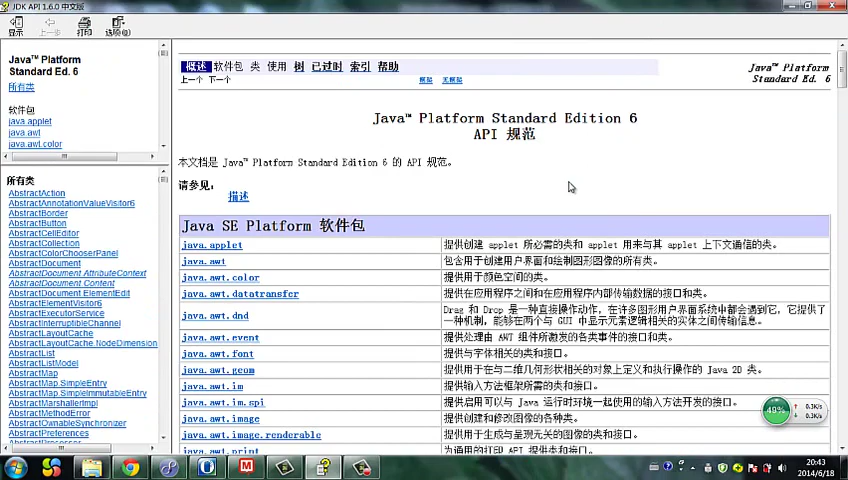 JDK API 1.6.0 中文版
显示
上一步
打印
选项(O)
Java™ Platform
Standard Ed. 6
所有类
软件包
java.applet
java.awt
java.awt.color
所有类
AbstractAction
AbstractAnnotationValueVisitor6
AbstractBorder
AbstractButton
AbstractCellEditor
AbstractCollection
AbstractColorChooserPanel
AbstractDocument
AbstractDocument.AttributeContext
AbstractDocument.Content
AbstractDocument.ElementEdit
AbstractElementVisitor6
AbstractExecutorService
AbstractInterruptibleChannel
AbstractLayoutCache
AbstractLayoutCache.NodeDimensions
AbstractList
AbstractListModel
AbstractMap
AbstractMap.SimpleEntry
AbstractMap.SimpleImmutableEntry
AbstractMarshallerImpl
AbstractMethodError
AbstractOwnableSynchronizer
AbstractPreferences
概述 软件包 类 使用 树 已过时 索引 帮助
上一个 下一个 框架 无框架
Java™ Platform
Standard Ed. 6
Java™ Platform Standard Edition 6
API 规范
本文档是 Java™ Platform Standard Edition 6 的 API 规范。
请参见：
描述
Java SE Platform 软件包
java.applet 提供创建 applet 所必需的类和 applet 用来与其 applet 上下文通信的类。
java.awt 包含用于创建用户界面和绘制图形图像的所有类。
java.awt.color 提供用于颜色空间的类。
java.awt.datatransfer 提供在应用程序之间和在应用程序内部传输数据的接口和类。
java.awt.dnd Drag 和 Drop 是一种直接操作动作，在许多图形用户界面系统中都会遇到它，它提供了
一种机制，能够在两个与 GUI 中显示元素逻辑相关的实体之间传输信息。
java.awt.event 提供处理由 AWT 组件所激发的各类事件的接口和类。
java.awt.font 提供与字体相关的类和接口。
java.awt.geom 提供用于在与二维几何形状相关的对象上定义和执行操作的 Java 2D 类。
java.awt.im 提供输入方法框架所需的类和接口。
java.awt.im.spi 提供启用可以与 Java 运行时环境一起使用的输入方法开发的接口。
java.awt.image 提供创建和修改图像的各种类。
java.awt.image.renderable 提供用于生成与呈现无关的图像的类和接口。
java.awt.print 为通用的打印 API 提供类和接口。
49%
0.3K/s
0.3K/s
20:43
2014/6/18